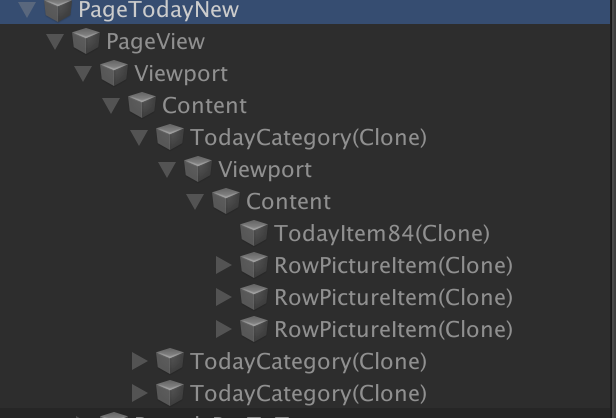 PageTodayNew
PageView
Viewport
Content
TodayCategory(Clone)
Viewport
Content
TodayItem84(Clone)
RowPictureItem(Clone)
RowPictureItem(Clone)
RowPictureItem(Clone)
TodayCategory(Clone)
TodayCategory(Clone)